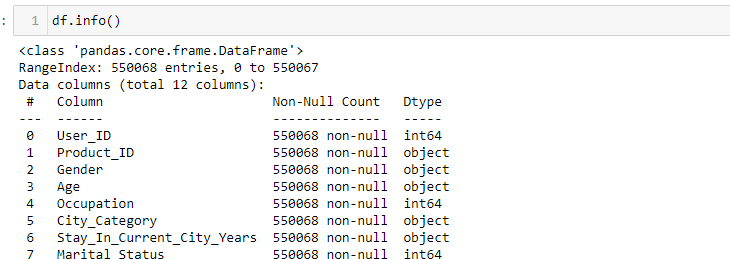 : 1 df.info()
<class 'pandas.core.frame.DataFrame'>
RangeIndex: 550068 entries, 0 to 550067
Data columns (total 12 columns):
 #   Column                      Non-Null Count   Dtype
---  ------                      --------------   -----
 0   User_ID                     550068 non-null  int64
 1   Product_ID                  550068 non-null  object
 2   Gender                      550068 non-null  object
 3   Age                         550068 non-null  object
 4   Occupation                  550068 non-null  int64
 5   City_Category               550068 non-null  object
 6   Stay_In_Current_City_Years  550068 non-null  object
 7   Marital_Status              550068 non-null  int64